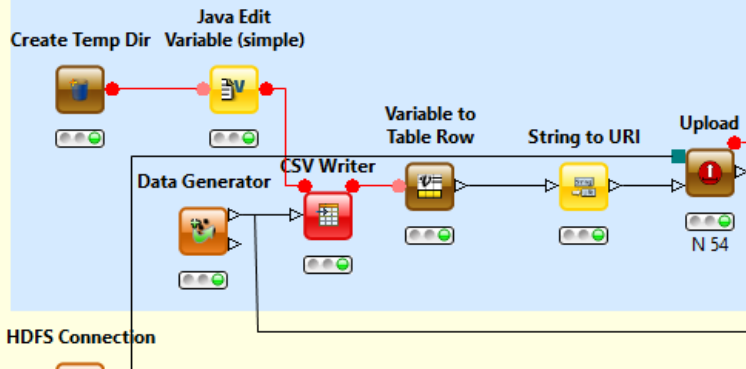 Java Edit
Create Temp Dir Variable (simple)
Variable to
Table Row
String to URI
Upload
CSV Writer
Data Generator
N 54
HDFS Connection